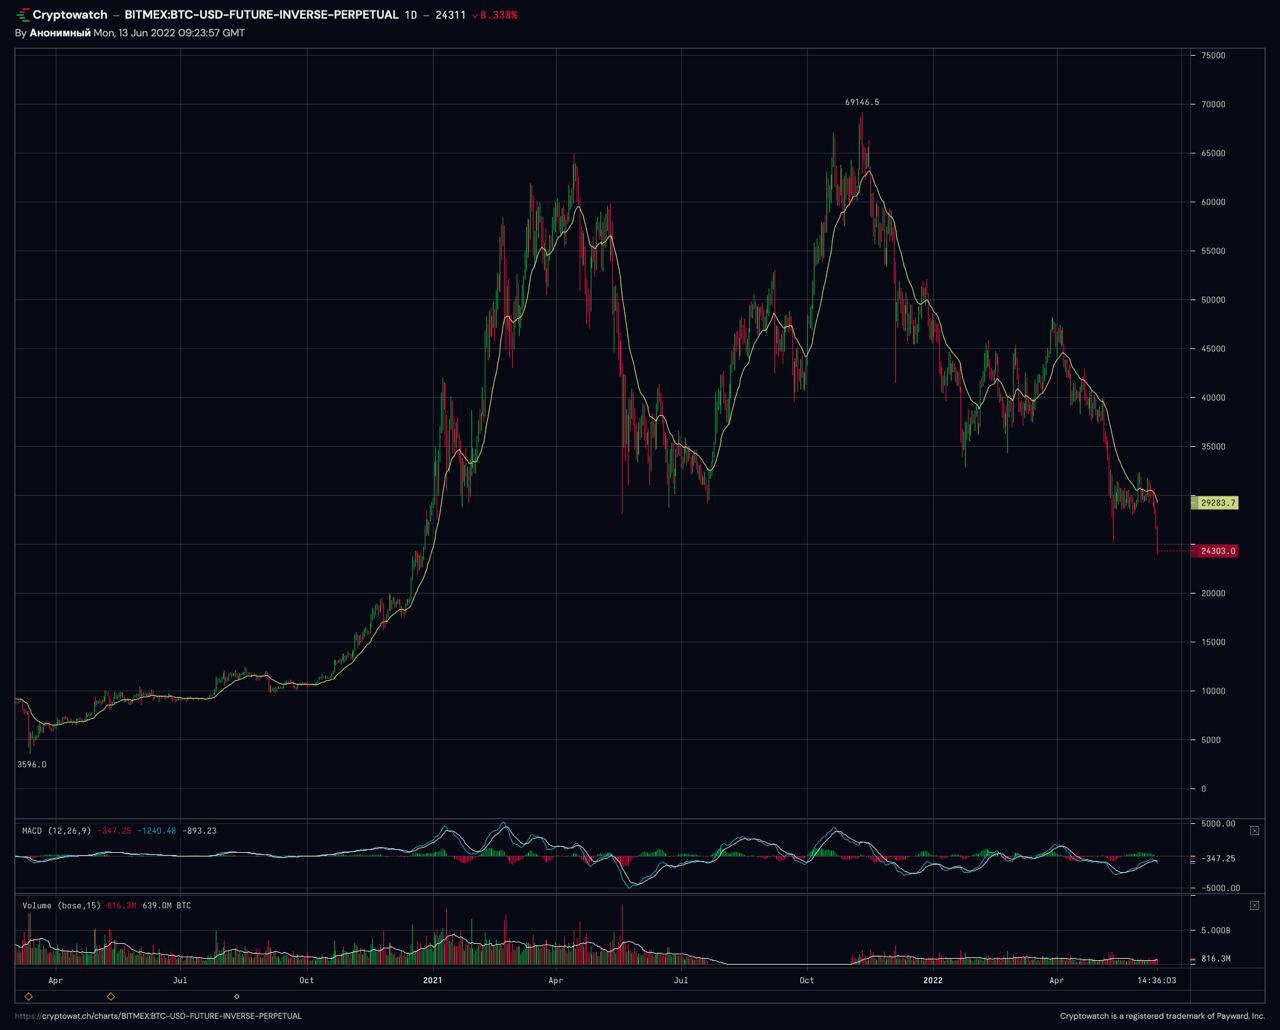 Cryptowatch – BITMEX:BTC-USD-FUTURE-INVERSE-PERPETUAL 1D – 24311 8.338%
By Анонимный Mon, 13 Jun 2022 09:23:57 GMT
75000
69146.5
70000
65000
60000
55000
50000
45000
40000
35000
29283.7
24303.0
20000
15000
10000
5000
3596.0
0
MACD (12,26,9) -347.25 -1240.48 -893.23
5000.00
-347.25
-5000.00
Volume (base,15) 816.3M 639.0M BTC
5.000B
816.3M
Apr Jul Oct 2021 Apr Jul Oct 2022 Apr 14:36:03
https://cryptowat.ch/charts/BITMEX:BTC-USD-FUTURE-INVERSE-PERPETUAL
Cryptowatch is a registered trademark of Payward, Inc.